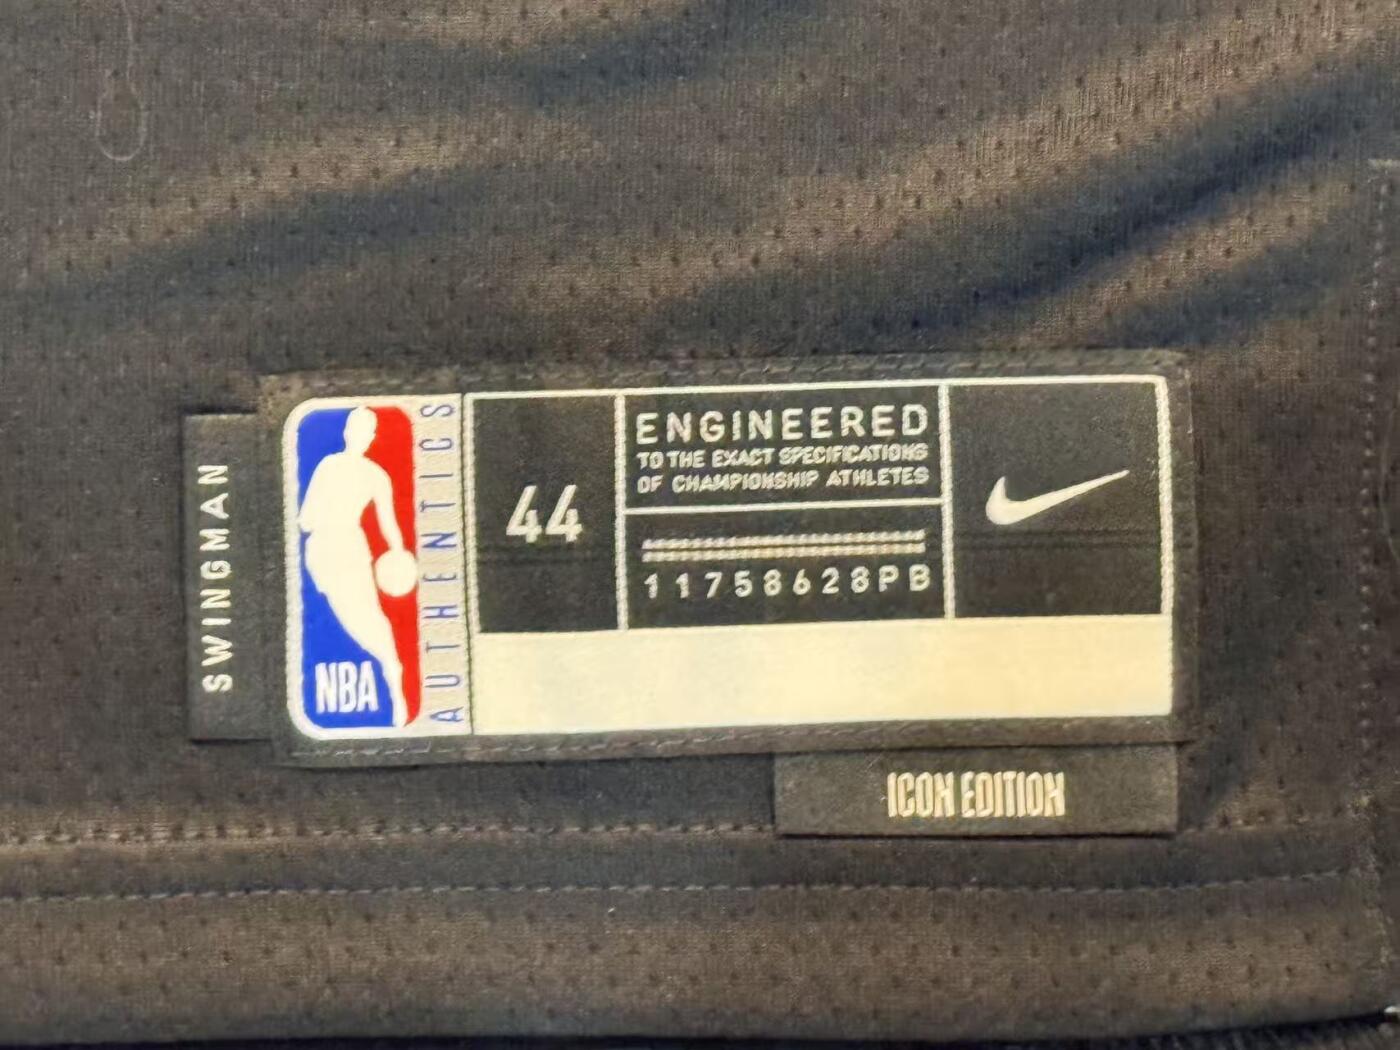 SWINGMAN
NBA
AUTHENTICS
44
ENGINEERED
TO THE EXACT SPECIFICATIONS
OF CHAMPIONSHIP ATHLETES
11758628PB
ICON EDITION